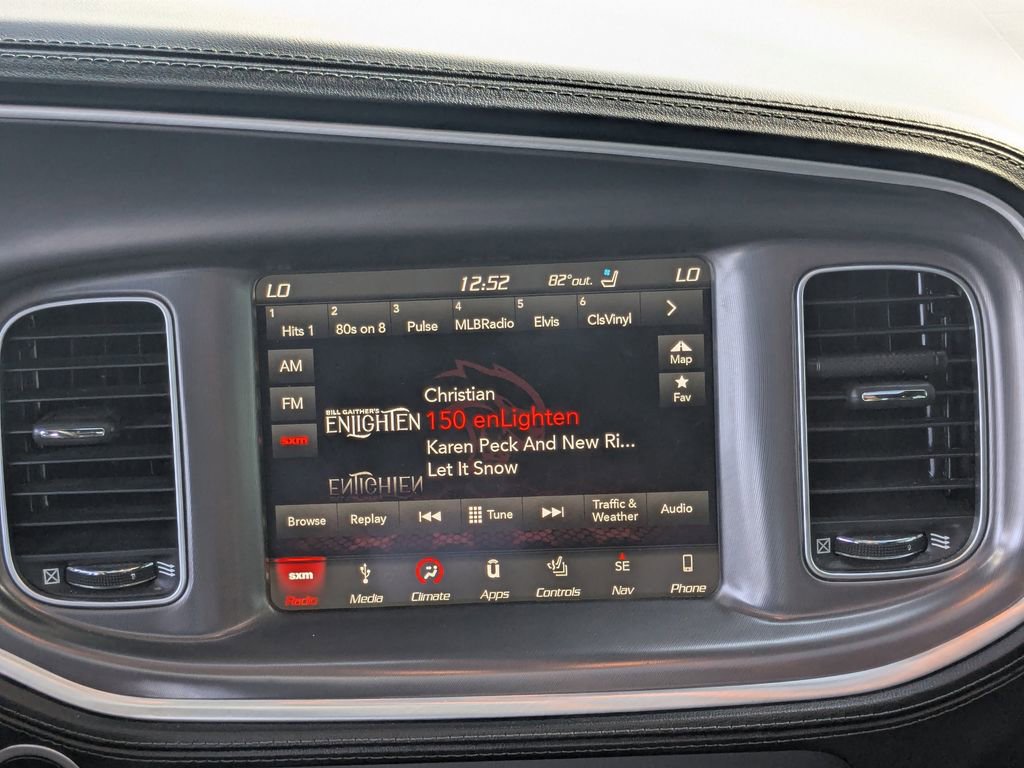 LO 12:52 82°out. LO
1 Hits 1
2 80s on 8
3 Pulse
4 MLBRadio
5 Elvis
6 ClsVinyl
AM
FM
sxm
Map
Fav
BILL GAITHER'S
ENLIGHTEN
Christian
150 enLighten
Karen Peck And New Ri...
Let It Snow
Browse
Replay
Tune
Traffic &
Weather
Audio
sxm
Radio
Media
Climate
Apps
Controls
SE
Nav
Phone